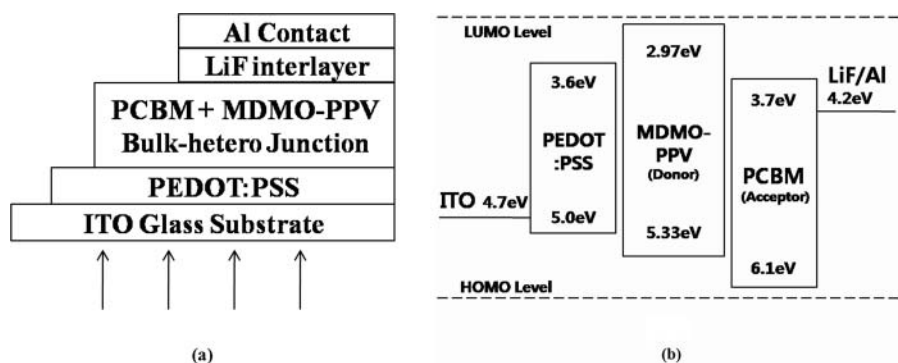 Al Contact
LiF interlayer
PCBM + MDMO-PPV
Bulk-hetero Junction
PEDOT:PSS
ITO Glass Substrate
(a)
LUMO Level
2.97eV
3.6eV
LiF/Al
3.7eV
4.2eV
PEDOT
:PSS
MDMO-
PPV
(Donor)
PCBM
(Acceptor)
ITO 4.7eV
5.0eV
5.33eV
6.1eV
HOMO Level
(b)